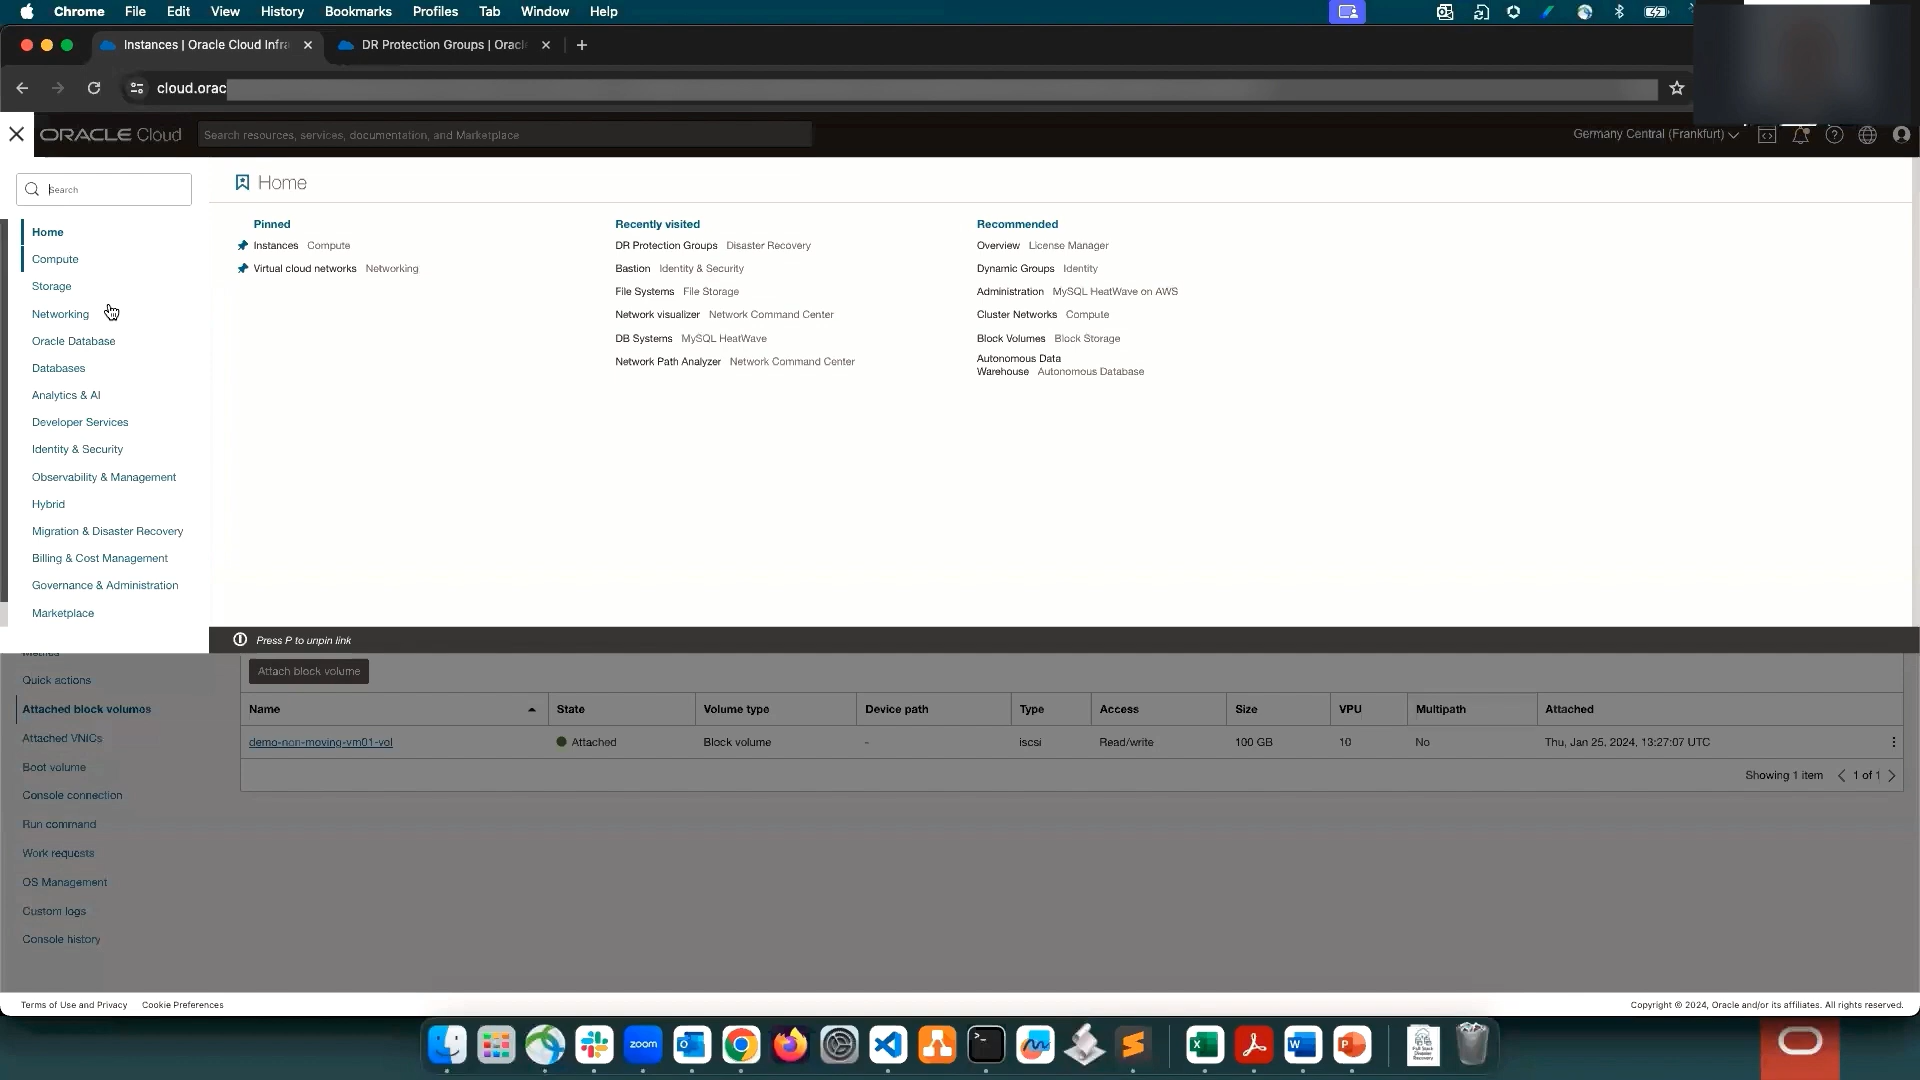 Chrome File Edit View History Bookmarks Profiles Tab Window Help
Instances | Oracle Cloud Infra
DR Protection Groups | Oracl
cloud.orac
ORACLE Cloud
Search resources, services, documentation, and Marketplace
Germany Central (Frankfurt)
Search
Home
Home
Compute
Storage
Networking
Oracle Database
Databases
Analytics & AI
Developer Services
Identity & Security
Observability & Management
Hybrid
Migration & Disaster Recovery
Billing & Cost Management
Governance & Administration
Marketplace
Pinned
Instances Compute
Virtual cloud networks Networking
Recently visited
DR Protection Groups Disaster Recovery
Bastion Identity & Security
File Systems File Storage
Network visualizer Network Command Center
DB Systems MySQL HeatWave
Network Path Analyzer Network Command Center
Recommended
Overview License Manager
Dynamic Groups Identity
Administration MySQL HeatWave on AWS
Cluster Networks Compute
Block Volumes Block Storage
Autonomous Data
Warehouse Autonomous Database
Press P to unpin link
Metrics
Quick actions
Attached block volumes
Attached VNICs
Boot volume
Console connection
Run command
Work requests
OS Management
Custom logs
Console history
Attach block volume
Name State Volume type Device path Type Access Size VPU Multipath Attached
demo-non-moving-vm01-vol Attached Block volume - iscsi Read/write 100 GB 10 No Thu, Jan 25, 2024, 13:27:07 UTC
Showing 1 item 1 of 1
Terms of Use and Privacy Cookie Preferences
Copyright © 2024, Oracle and/or its affiliates. All rights reserved.
zoom